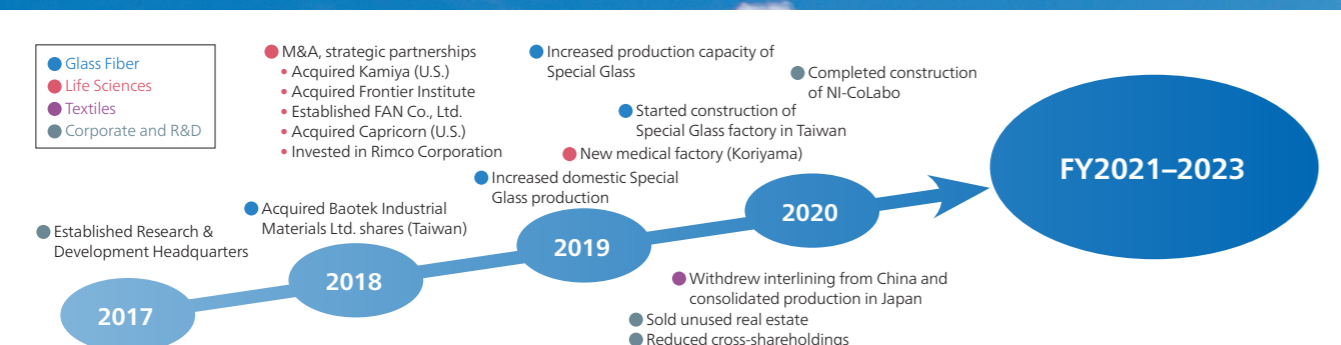 Glass Fiber
Life Sciences
Textiles
Corporate and R&D
M&A, strategic partnerships
• Acquired Kamiya (U.S.)
• Acquired Frontier Institute
• Established FAN Co., Ltd.
• Acquired Capricorn (U.S.)
• Invested in Rimco Corporation
Increased production capacity of
Special Glass
Completed construction
of NI-CoLabo
Started construction of
Special Glass factory in Taiwan
New medical factory (Koriyama)
Increased domestic Special
Glass production
Acquired Baotek Industrial
Materials Ltd. shares (Taiwan)
Established Research &
Development Headquarters
2017
2018
2019
2020
FY2021–2023
Withdrew interlining from China and
consolidated production in Japan
Sold unused real estate
Reduced cross-shareholdings